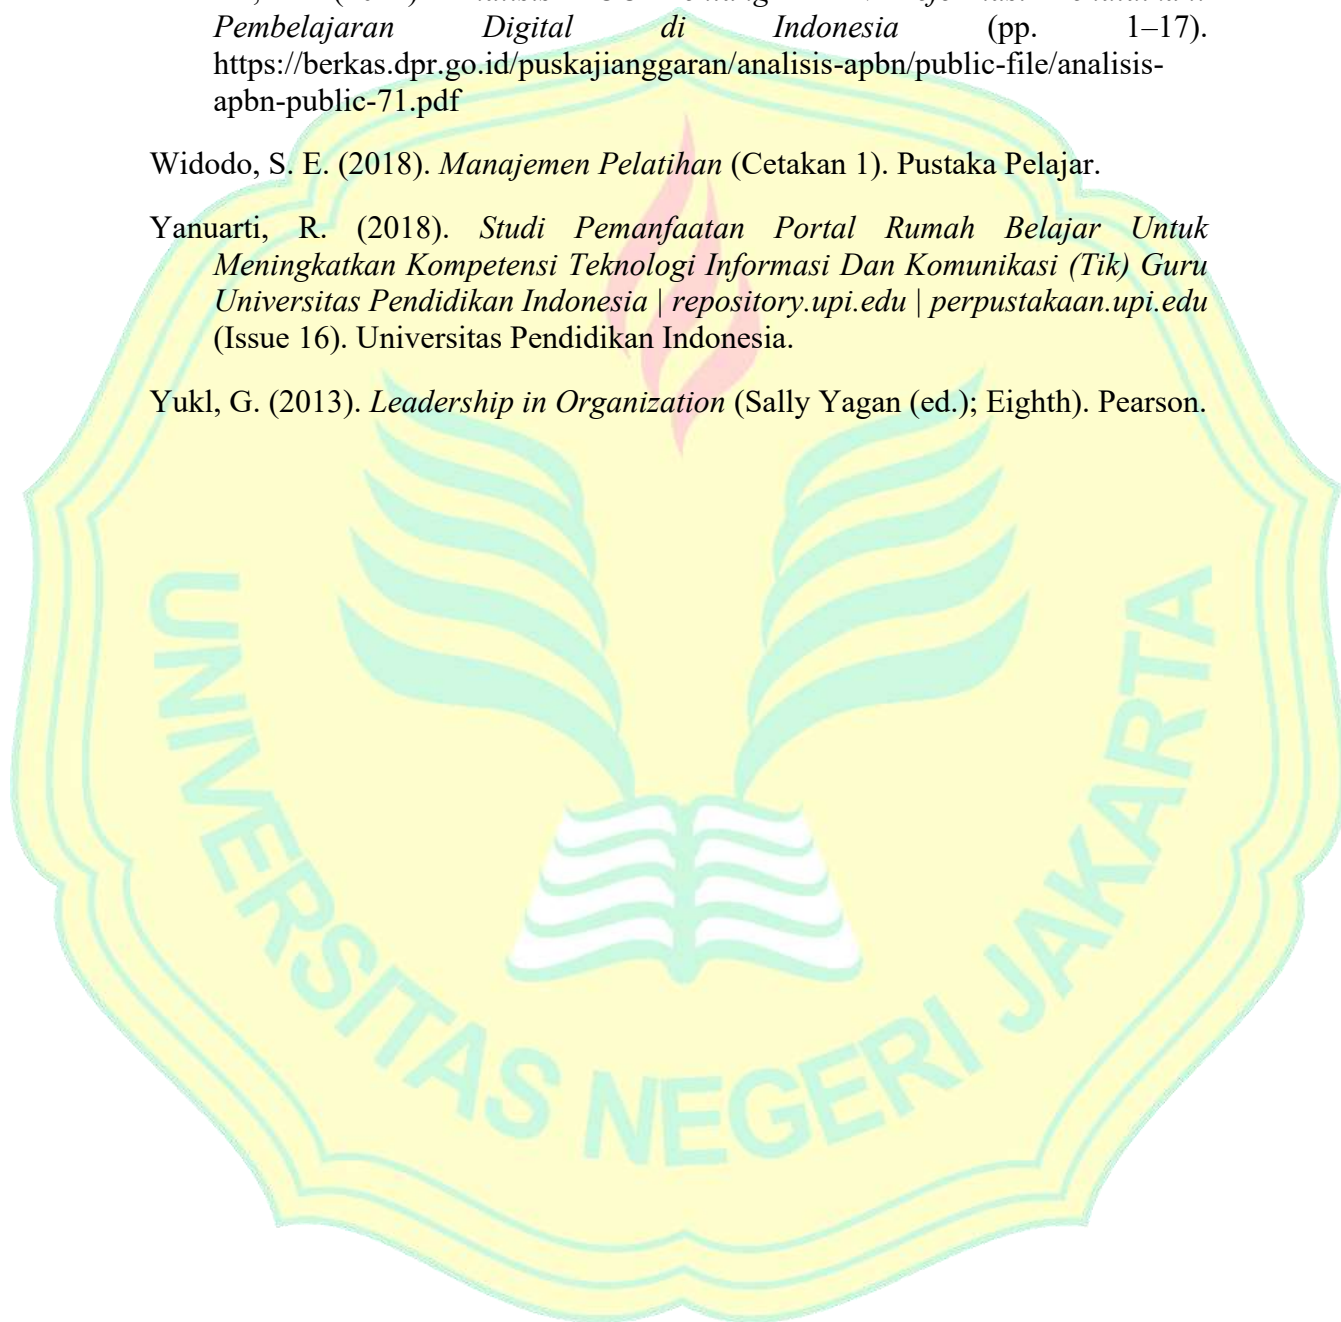 Pembelajaran Digital di Indonesia (pp. 1–17).
https://berkas.dpr.go.id/puskajianggaran/analisis-apbn/public-file/analisis-
apbn-public-71.pdf
Widodo, S. E. (2018). Manajemen Pelatihan (Cetakan 1). Pustaka Pelajar.
Yanuarti, R. (2018). Studi Pemanfaatan Portal Rumah Belajar Untuk
Meningkatkan Kompetensi Teknologi Informasi Dan Komunikasi (Tik) Guru
Universitas Pendidikan Indonesia | repository.upi.edu | perpustakaan.upi.edu
(Issue 16). Universitas Pendidikan Indonesia.
Yukl, G. (2013). Leadership in Organization (Sally Yagan (ed.); Eighth). Pearson.
UNIVERSITAS NEGERI JAKARTA